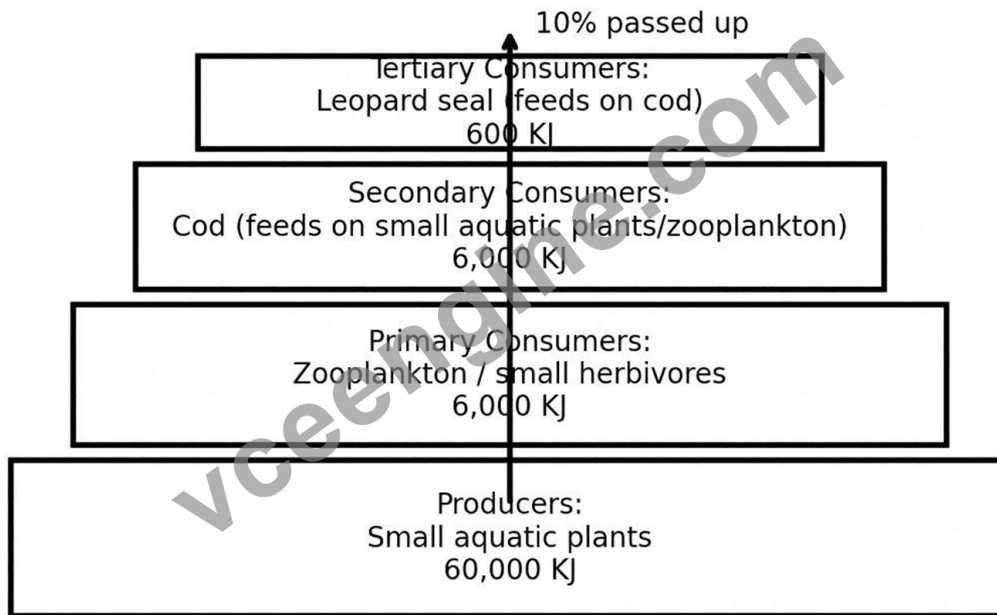 10% passed up
Tertiary Consumers:
Leopard seal (feeds on cod)
600 KJ
Secondary Consumers:
Cod (feeds on small aquatic plants/zooplankton)
6,000 KJ
Primary Consumers:
Zooplankton / small herbivores
6,000 KJ
Producers:
Small aquatic plants
60,000 KJ
vceengine.com